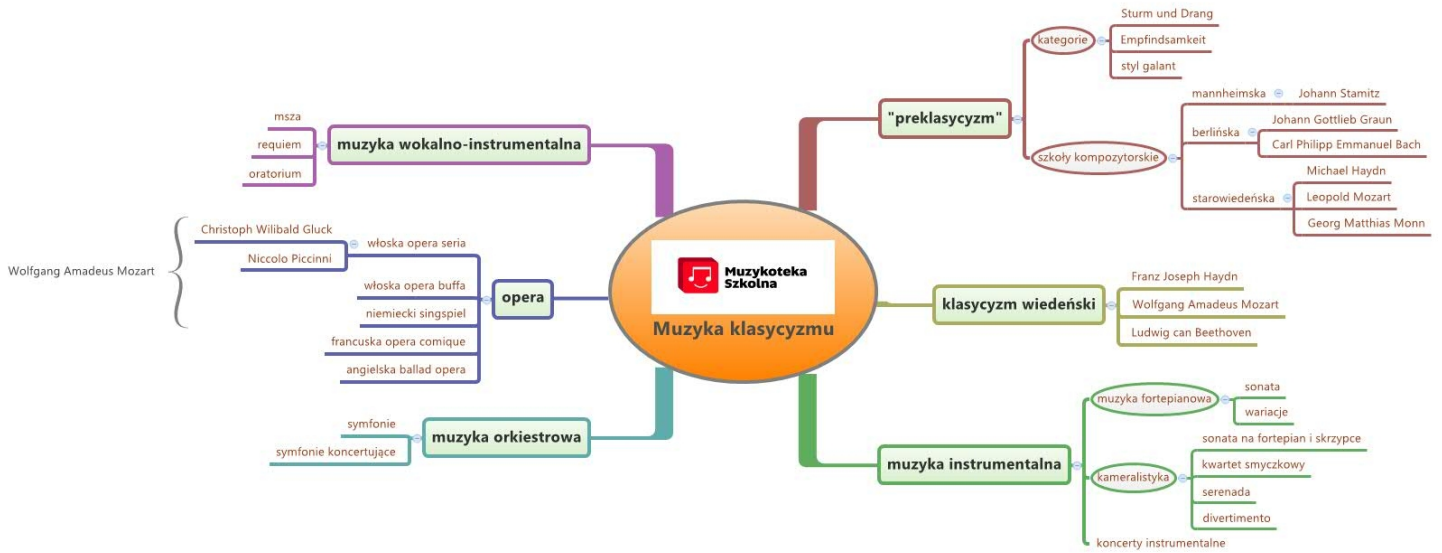 Muzykoteka
Szkolna
Muzyka klasycyzmu
"preklasycyzm"
kategorie
Sturm und Drang
Empfindsamkeit
styl galant
szkoły kompozytorskie
mannheimska
Johann Stamitz
berlińska
Johann Gottlieb Graun
Carl Philipp Emmanuel Bach
starowiedeńska
Michael Haydn
Leopold Mozart
Georg Matthias Monn
klasycyzm wiedeński
Franz Joseph Haydn
Wolfgang Amadeus Mozart
Ludwig can Beethoven
muzyka instrumentalna
muzyka fortepianowa
sonata
wariacje
kameralistyka
sonata na fortepian i skrzypce
kwartet smyczkowy
serenada
divertimento
koncerty instrumentalne
muzyka wokalno-instrumentalna
msza
requiem
oratorium
opera
włoska opera seria
Christoph Wilibald Gluck
Niccolo Piccinni
włoska opera buffa
niemiecki singspiel
francuska opera comique
angielska ballad opera
Wolfgang Amadeus Mozart
muzyka orkiestrowa
symfonie
symfonie koncertujące